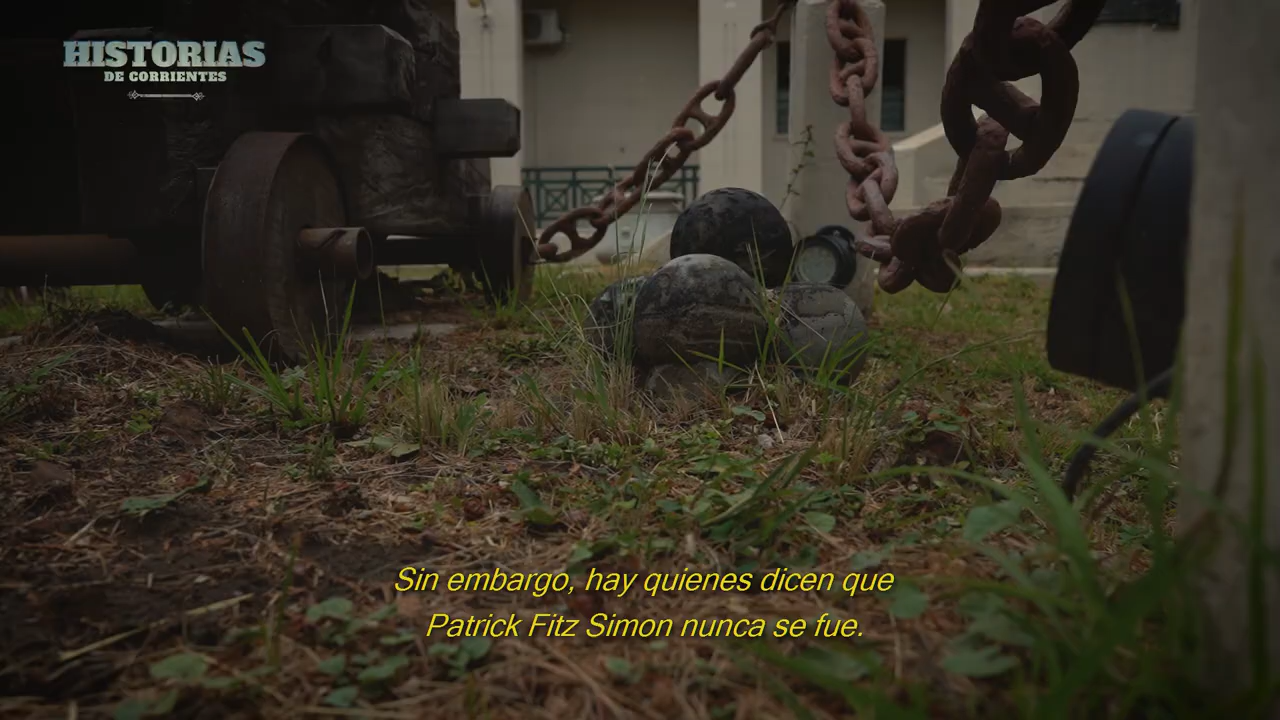 HISTORIAS
DE CORRIENTES
Sin embargo, hay quienes dicen que
Patrick Fitz Simon nunca se fue.